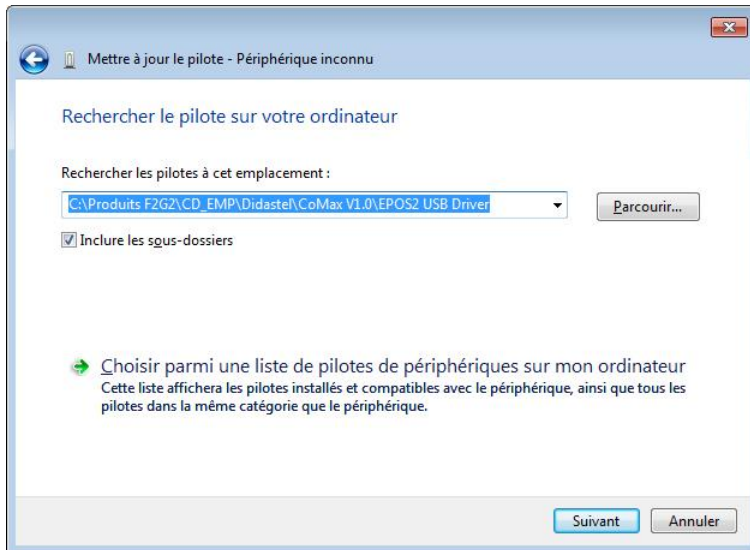 Mettre à jour le pilote - Périphérique inconnu
Rechercher le pilote sur votre ordinateur
Rechercher les pilotes à cet emplacement :
C:\Produits F2G2\CD_EMP\Didastel\CoMax V1.0\EPOS2 USB Driver
Parcourir...
Inclure les sous-dossiers
Choisir parmi une liste de pilotes de périphériques sur mon ordinateur
Cette liste affichera les pilotes installés et compatibles avec le périphérique, ainsi que tous les
pilotes dans la même catégorie que le périphérique.
Suivant
Annuler